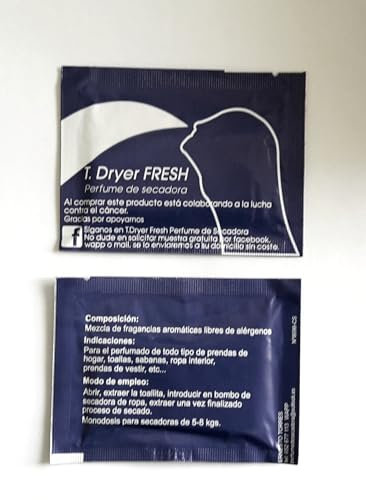 T. Dryer FRESH
Perfume de secadora
Al comprar este producto está colaborando a la lucha
contra el cáncer.
Gracias por apoyarnos
f
Síganos en T.Dryer Fresh Perfume de Secadora
No dude en solicitar muestra gratuita por facebook,
wapp o mail, se lo enviaremos a su domicilio sin coste.
Composición:
Mezcla de fragancias aromáticas libres de alérgenos
Indicaciones:
Para el perfumado de todo tipo de prendas de
hogar, toallas, sabanas, ropa interior,
prendas de vestir, etc...
Modo de empleo:
Abrir, extraer la toallita, introducir en bombo de
secadora de ropa, extraer una vez finalizado
proceso de secado.
Monodosis para secadoras de 5-8 kgs.
ERNESTO TORRES